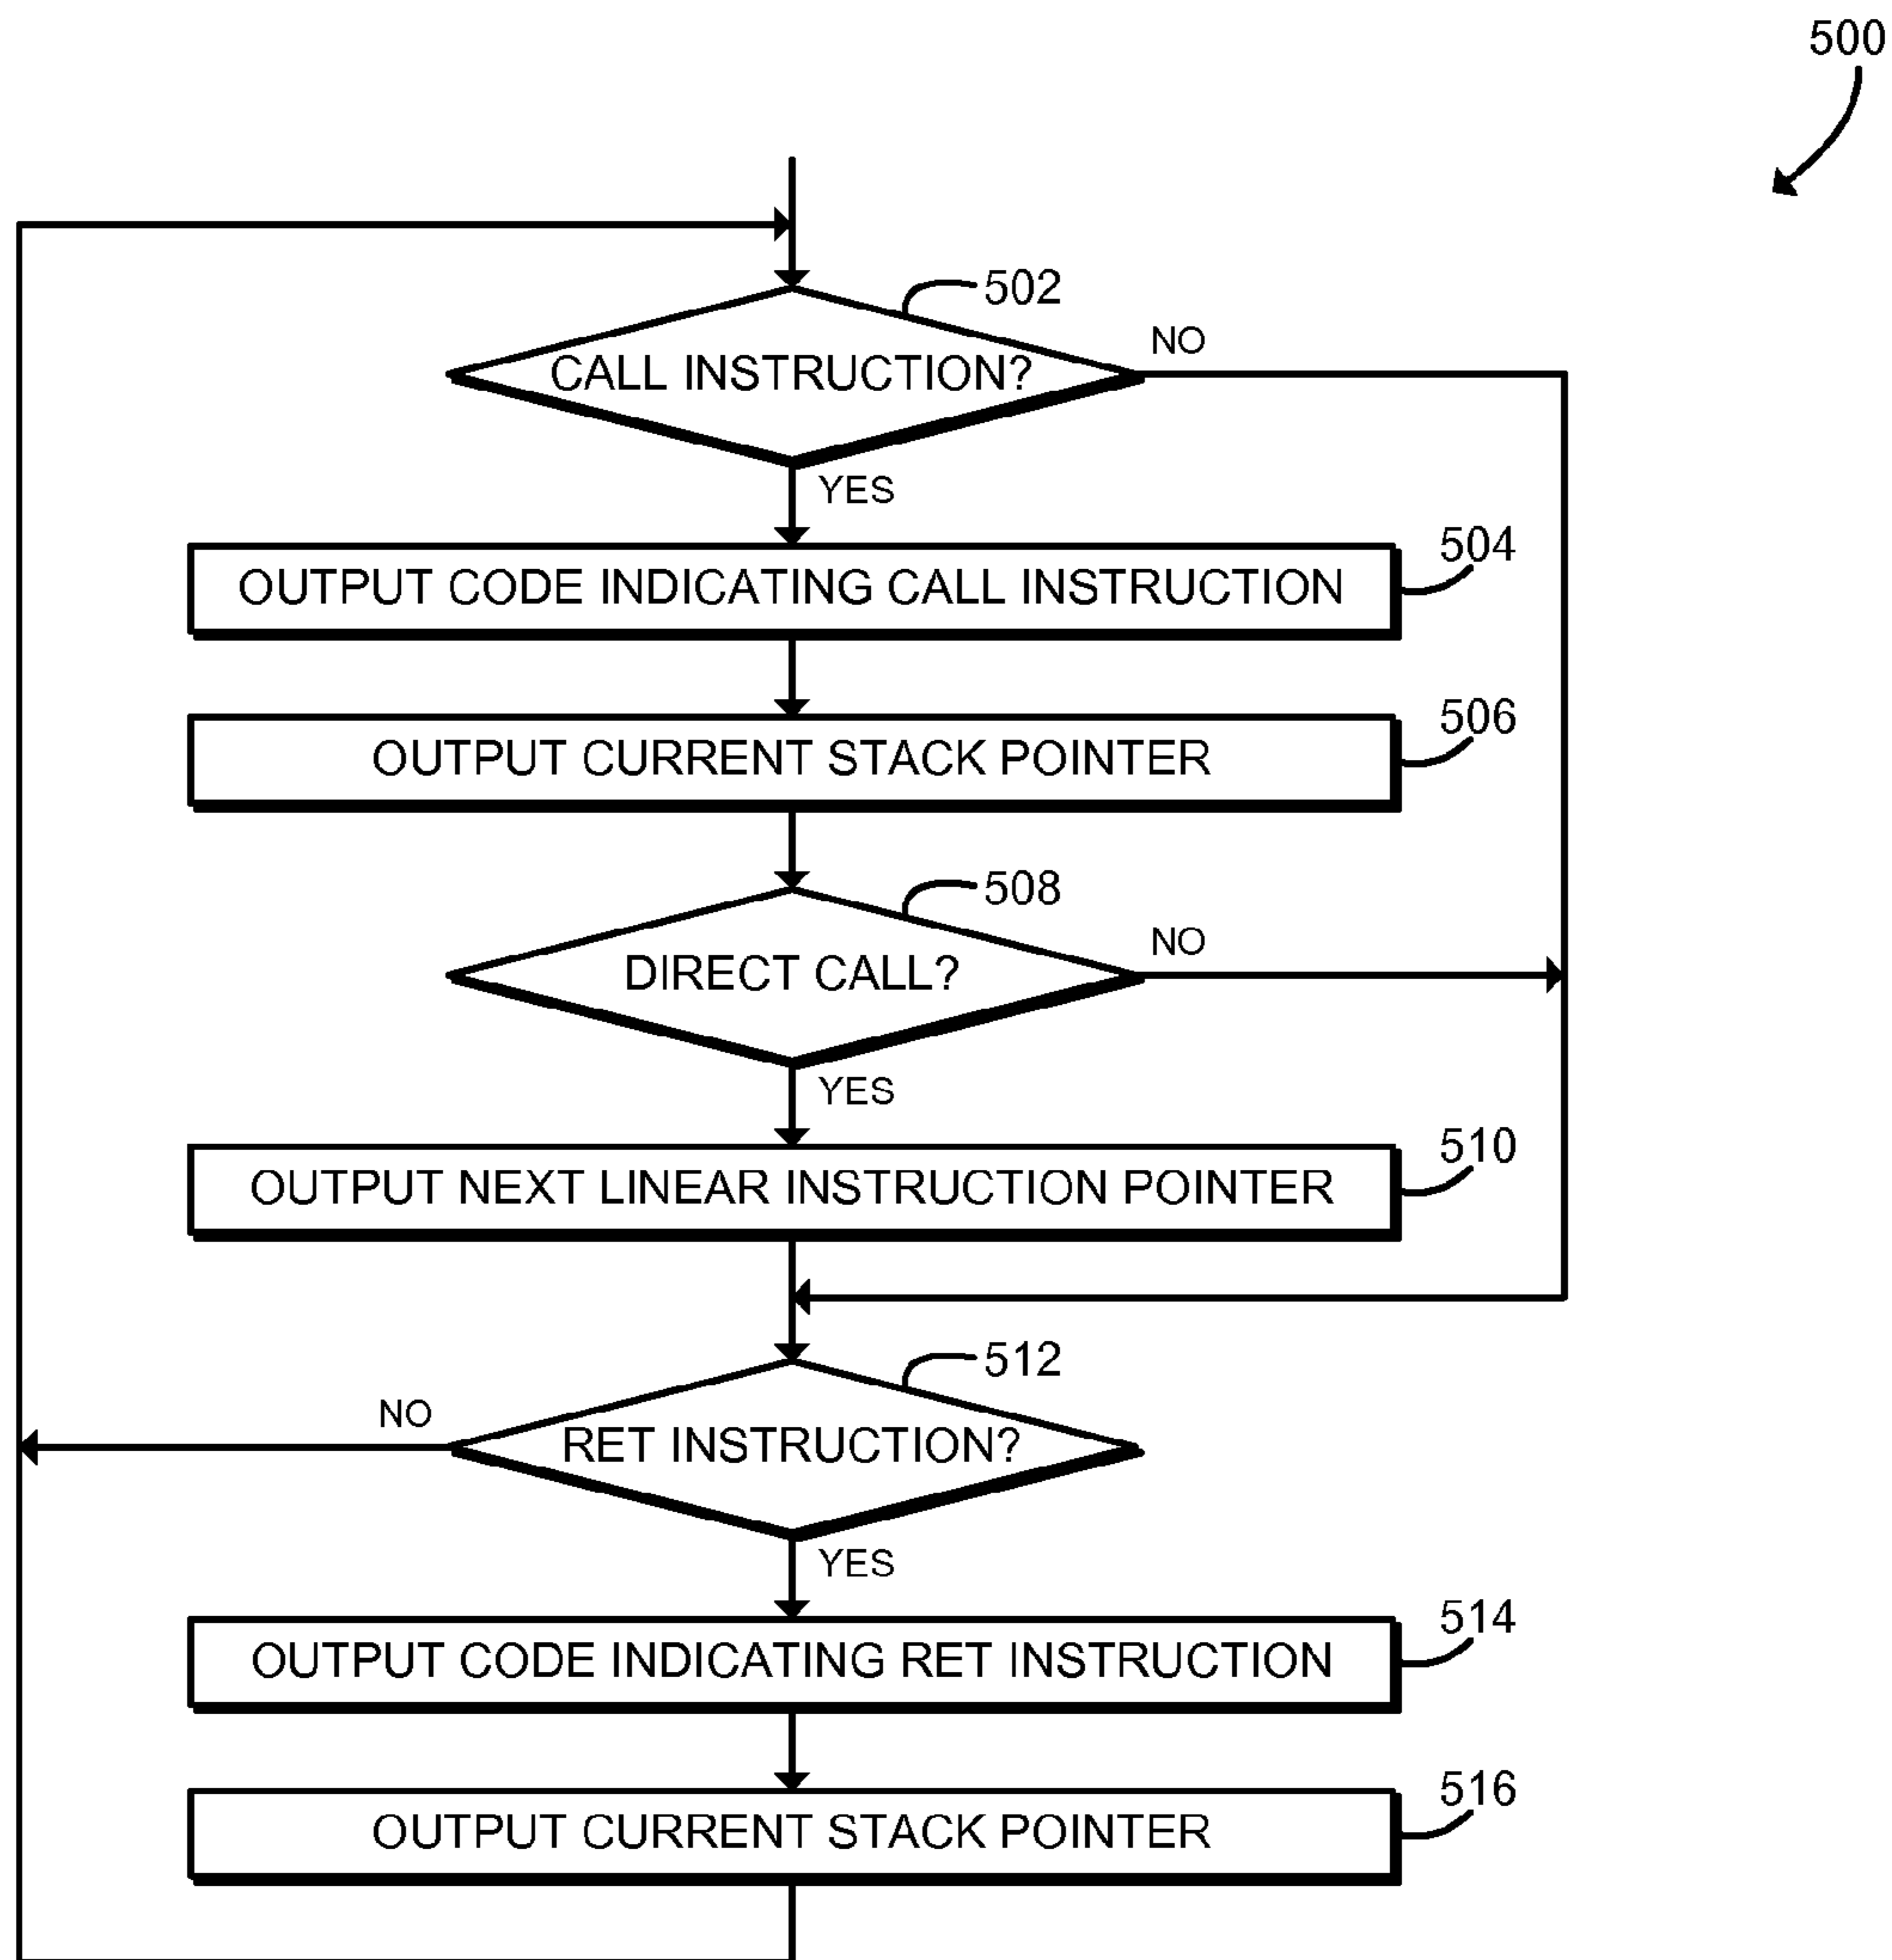 500
502
CALL INSTRUCTION?
NO
YES
504
OUTPUT CODE INDICATING CALL INSTRUCTION
506
OUTPUT CURRENT STACK POINTER
508
DIRECT CALL?
NO
YES
510
OUTPUT NEXT LINEAR INSTRUCTION POINTER
512
RET INSTRUCTION?
NO
YES
514
OUTPUT CODE INDICATING RET INSTRUCTION
516
OUTPUT CURRENT STACK POINTER